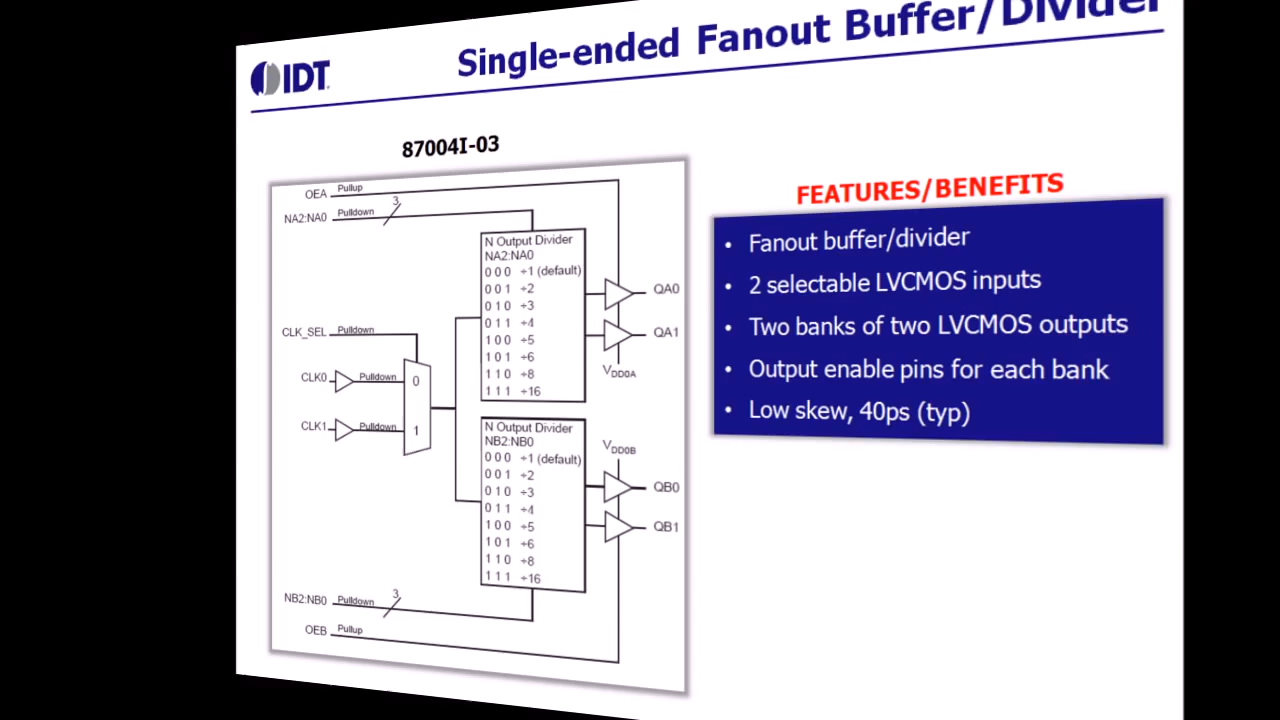 Single-ended Fanout Buffer/Divider
IDT
87004I-03
OEA Pullup
NA2:NA0 Pulldown 3
N Output Divider
NA2:NA0
0 0 0 ÷1 (default)
0 0 1 ÷2
0 1 0 ÷3
0 1 1 ÷4
1 0 0 ÷5
1 0 1 ÷6
1 1 0 ÷8
1 1 1 ÷16
QA0
QA1
VDDOA
CLK_SEL Pulldown
CLK0 Pulldown 0
CLK1 Pulldown 1
N Output Divider
NB2:NB0
0 0 0 ÷1 (default)
0 0 1 ÷2
0 1 0 ÷3
0 1 1 ÷4
1 0 0 ÷5
1 0 1 ÷6
1 1 0 ÷8
1 1 1 ÷16
VDDOB
QB0
QB1
NB2:NB0 Pulldown 3
OEB Pullup
FEATURES/BENEFITS
• Fanout buffer/divider
• 2 selectable LVCMOS inputs
• Two banks of two LVCMOS outputs
• Output enable pins for each bank
• Low skew, 40ps (typ)